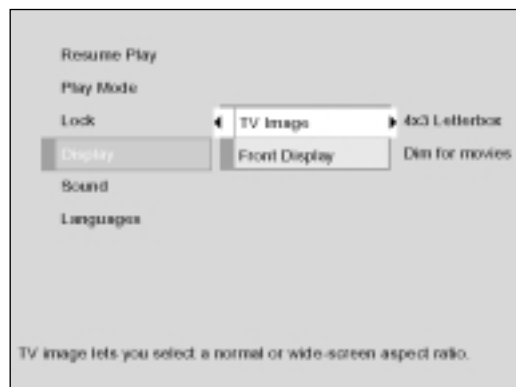 Resume Play
Play Mode
Lock
TV Image
4x3 Letterbox
Display
Front Display
Dim for movies
Sound
Languages
TV image lets you select a normal or wide-screen aspect ratio.